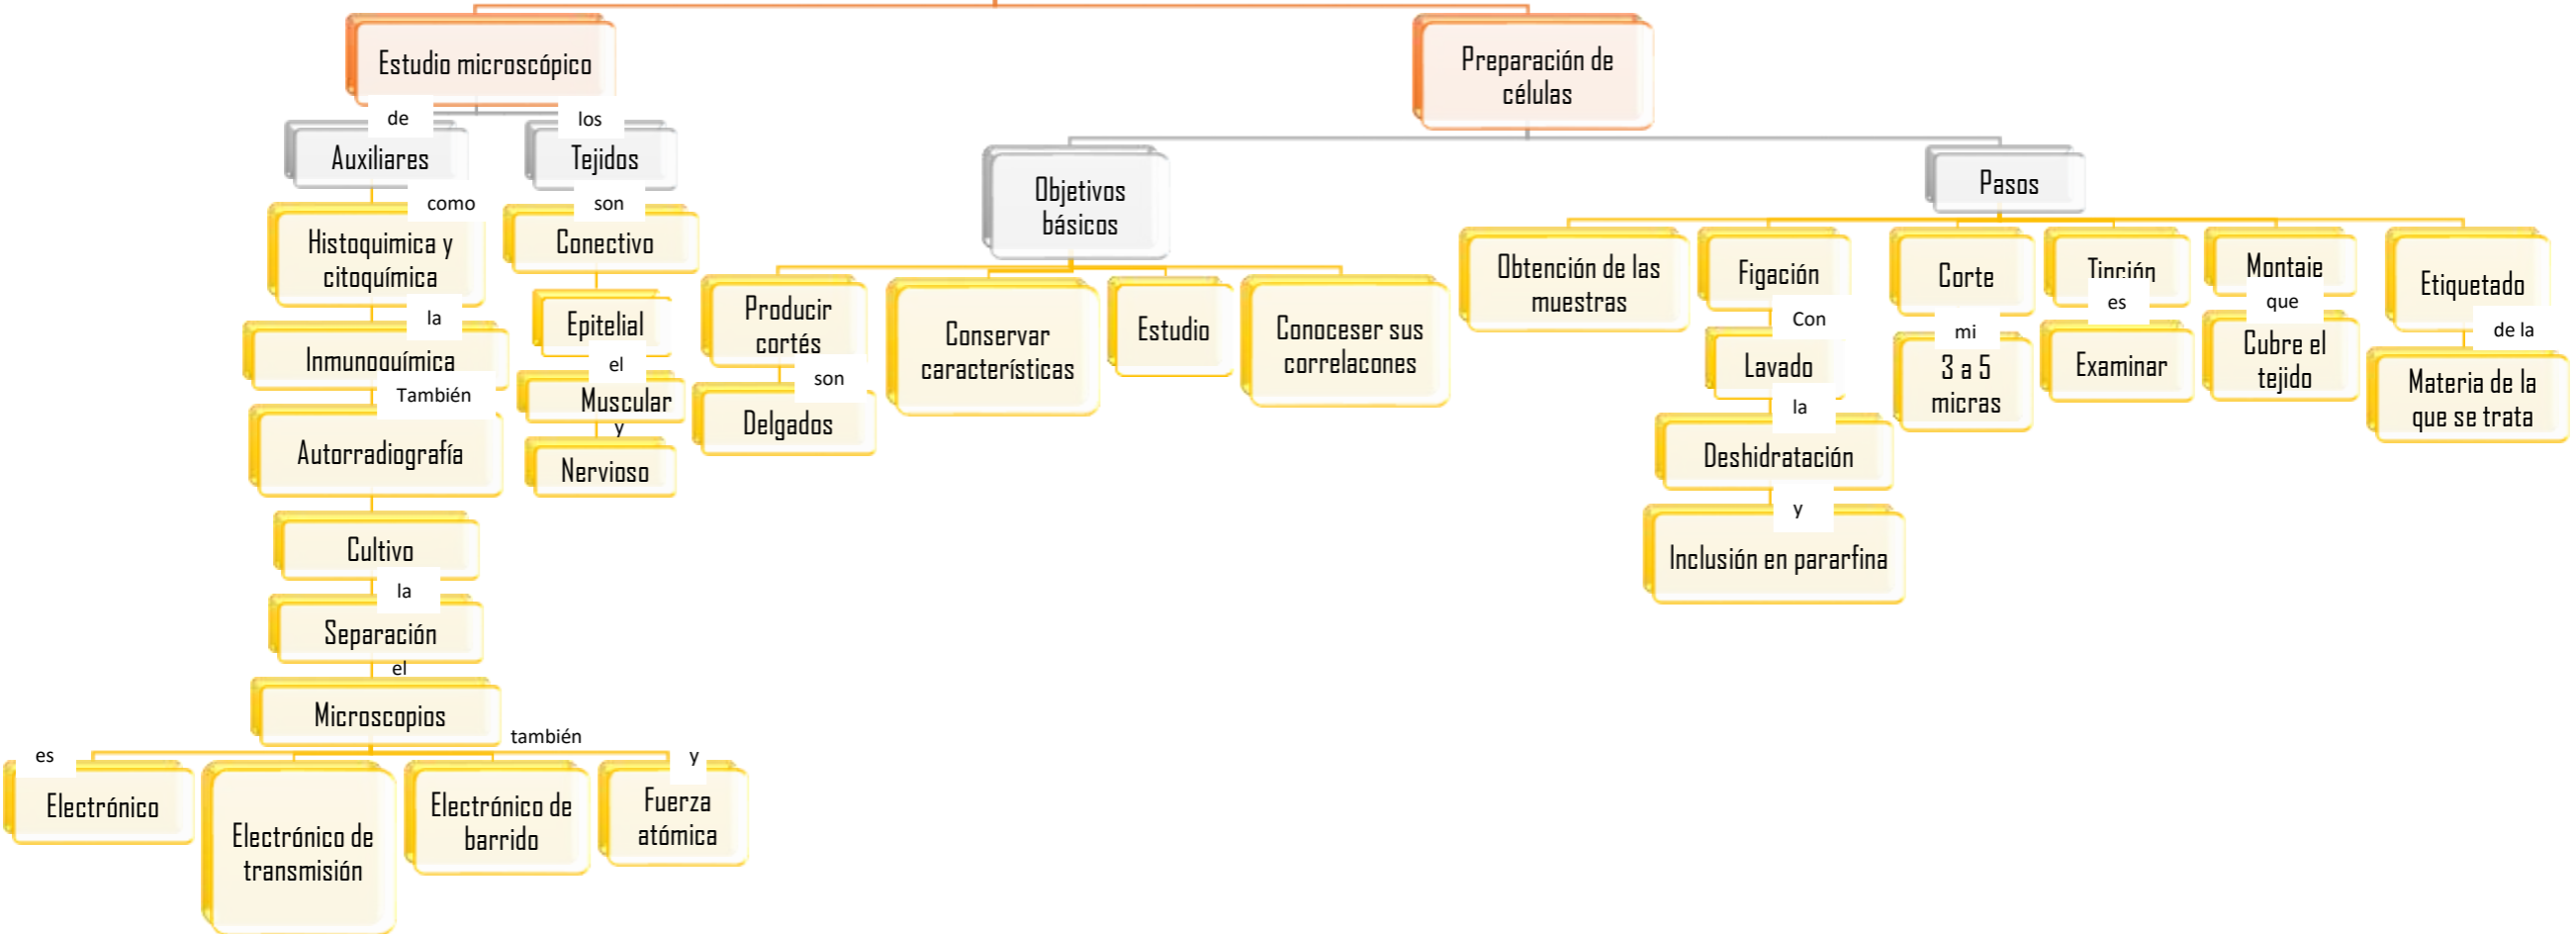 Estudio microscópico
de
los
Auxiliares
Tejidos
como
son
Histoquimica y
citoquímica
Conectivo
la
Epitelial
Inmunoquímica
el
También
Muscular
y
Autorradiografía
Nervioso
Cultivo
la
Separación
el
Microscopios
es
también
y
Electrónico
Electrónico de
transmisión
Electrónico de
barrido
Fuerza
atómica
Preparación de
células
Objetivos
básicos
Producir
cortés
son
Delgados
Conservar
características
Estudio
Conoceser sus
correlacones
Pasos
Obtención de las
muestras
Figación
Con
Lavado
la
Deshidratación
y
Inclusión en pararfina
Corte
mi
3 a 5
micras
Tinción
es
Examinar
Montaje
que
Cubre el
tejido
Etiquetado
de la
Materia de la
que se trata